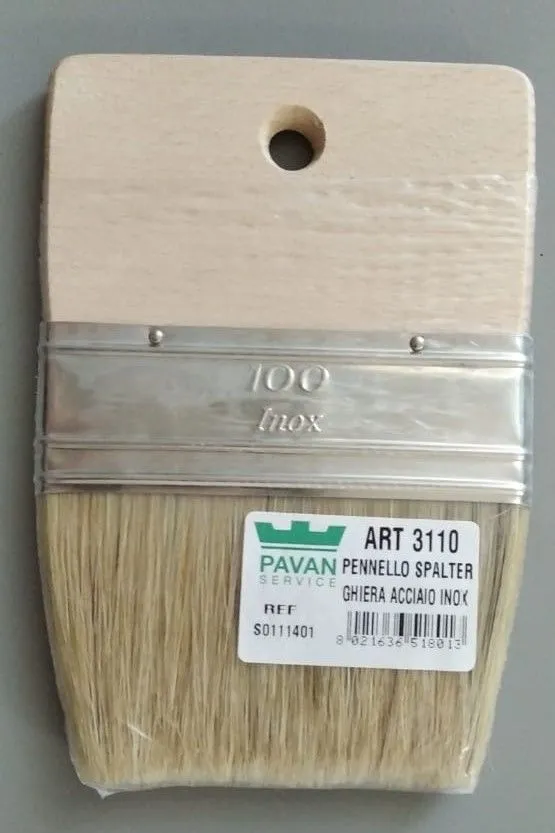 100
Inox
PAVAN
SERVICE
REF
S0111401
ART 3110
PENNELLO SPALTER
GHIERA ACCIAIO INOX
8 021636 518013